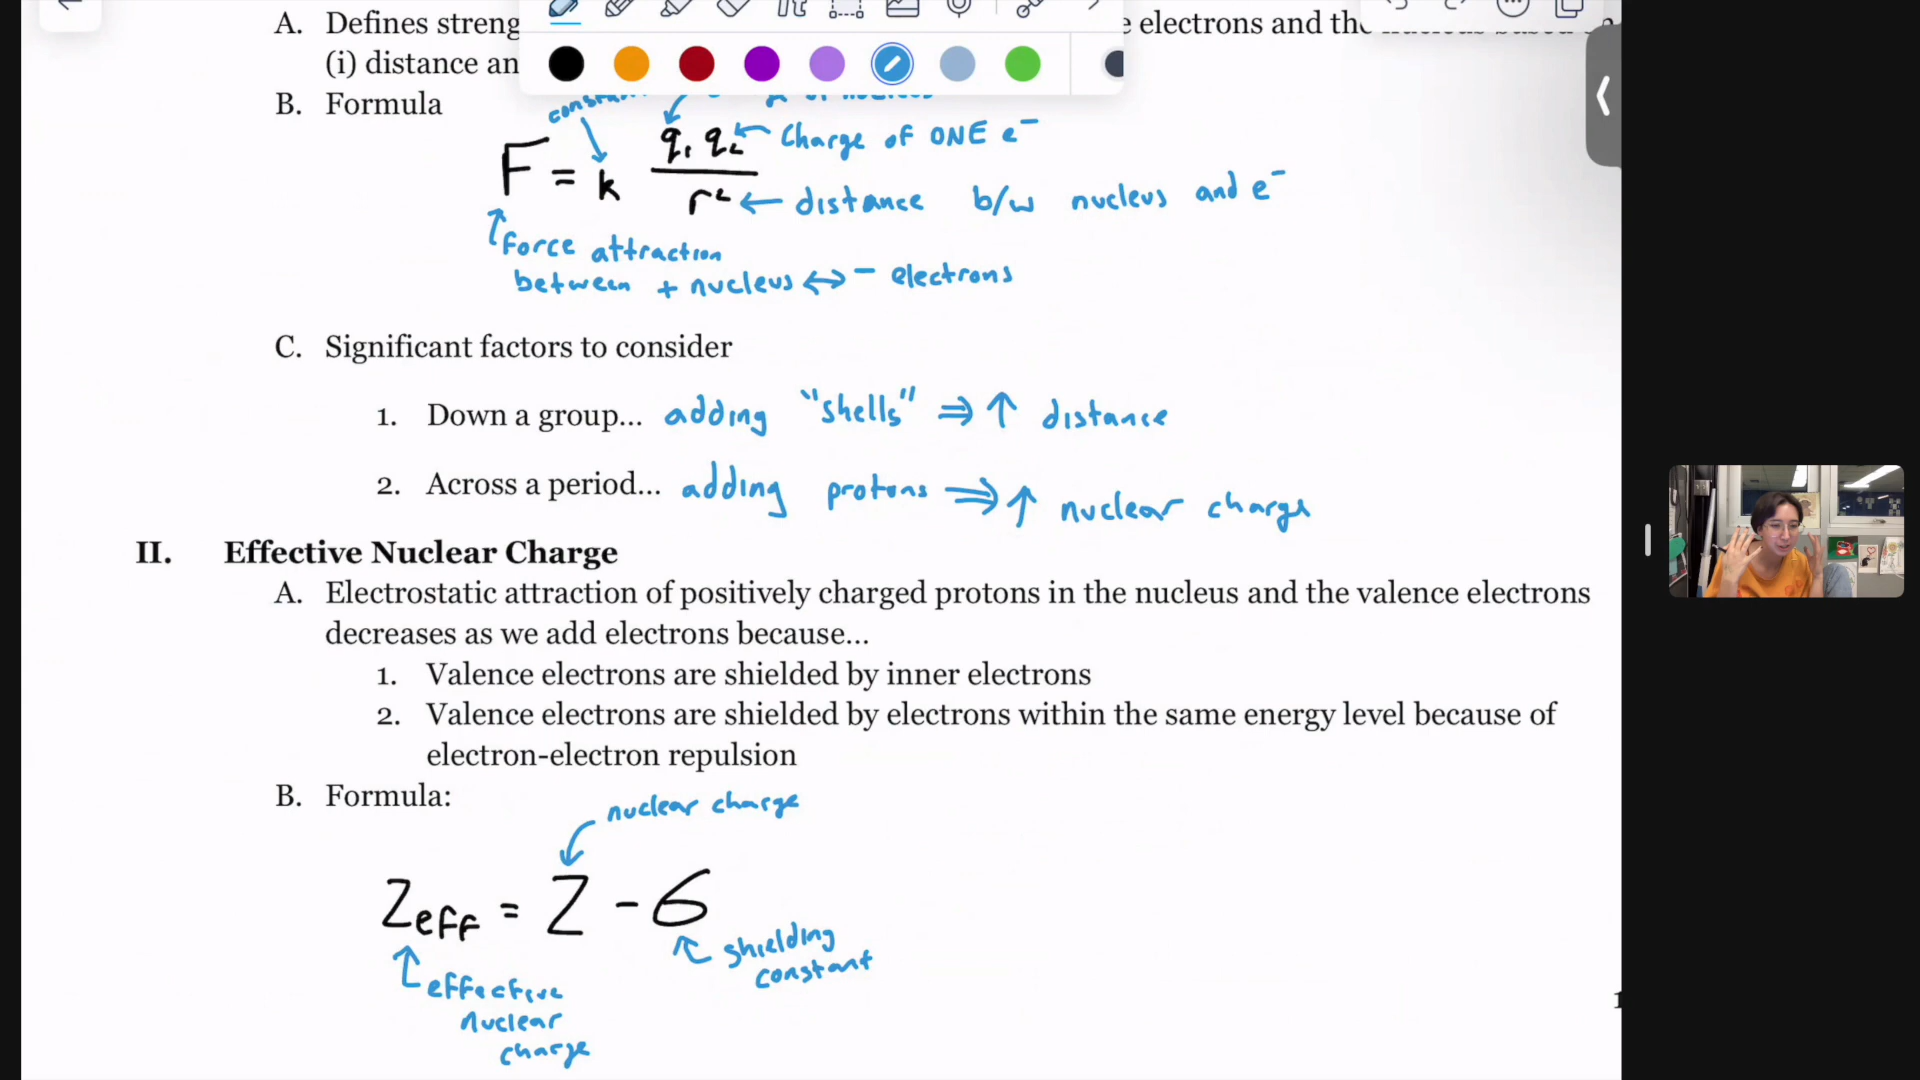 A. Defines streng electrons and the
(i) distance an
B. Formula
constan
Charge of ONE e⁻
F = k q₁ q₂ / r²
distance b/w nucleus and e⁻
Force attraction
between + nucleus ↔ - electrons
C. Significant factors to consider
1. Down a group... adding "shells" ⇒ ↑ distance
2. Across a period... adding protons ⇒ ↑ nuclear charge
II. Effective Nuclear Charge
A. Electrostatic attraction of positively charged protons in the nucleus and the valence electrons
decreases as we add electrons because...
1. Valence electrons are shielded by inner electrons
2. Valence electrons are shielded by electrons within the same energy level because of
electron-electron repulsion
B. Formula:
nuclear charge
Zeff = Z - σ
shielding
constant
effective
nuclear
charge
1